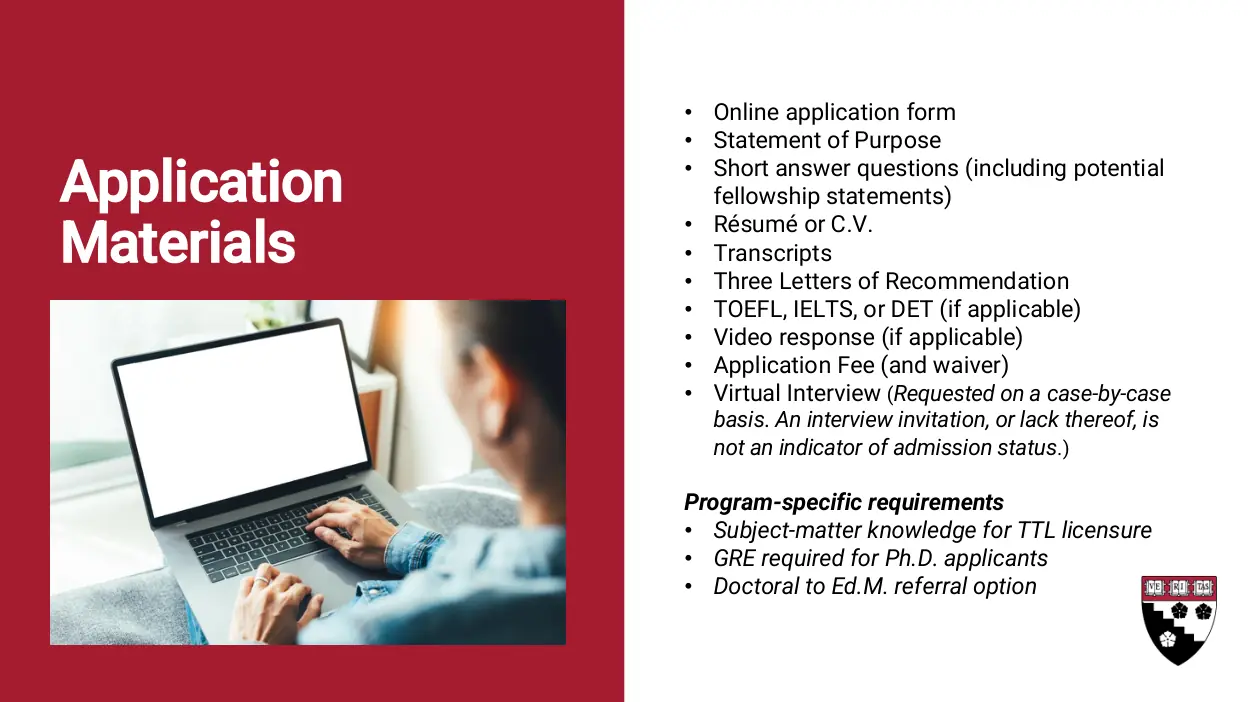 Application
Materials
• Online application form
• Statement of Purpose
• Short answer questions (including potential
fellowship statements)
• Résumé or C.V.
• Transcripts
• Three Letters of Recommendation
• TOEFL, IELTS, or DET (if applicable)
• Video response (if applicable)
• Application Fee (and waiver)
• Virtual Interview (Requested on a case-by-case
basis. An interview invitation, or lack thereof, is
not an indicator of admission status.)
Program-specific requirements
• Subject-matter knowledge for TTL licensure
• GRE required for Ph.D. applicants
• Doctoral to Ed.M. referral option
VE RI TAS